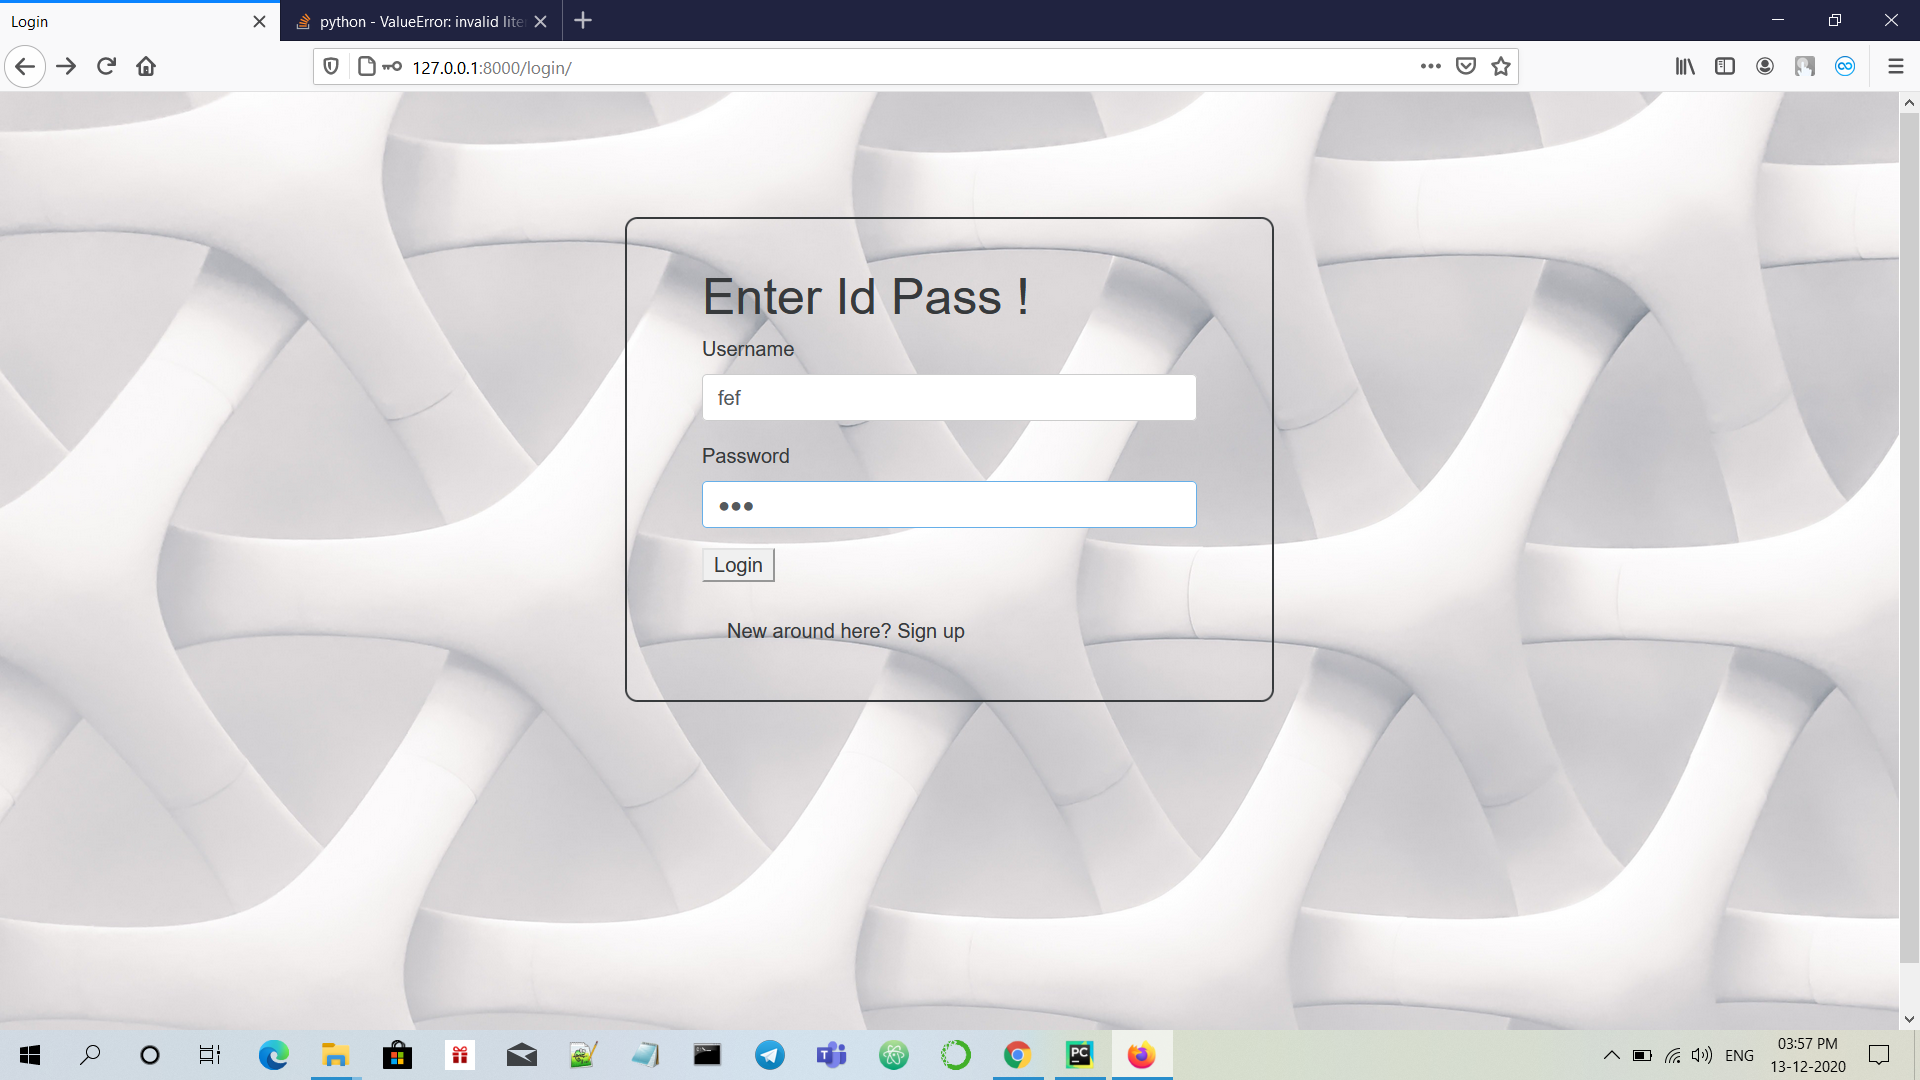 Login
python - ValueError: invalid lite
127.0.0.1:8000/login/
Enter Id Pass !
Username
fef
Password
●●●
Login
New around here? Sign up
PC
ENG
03:57 PM
13-12-2020